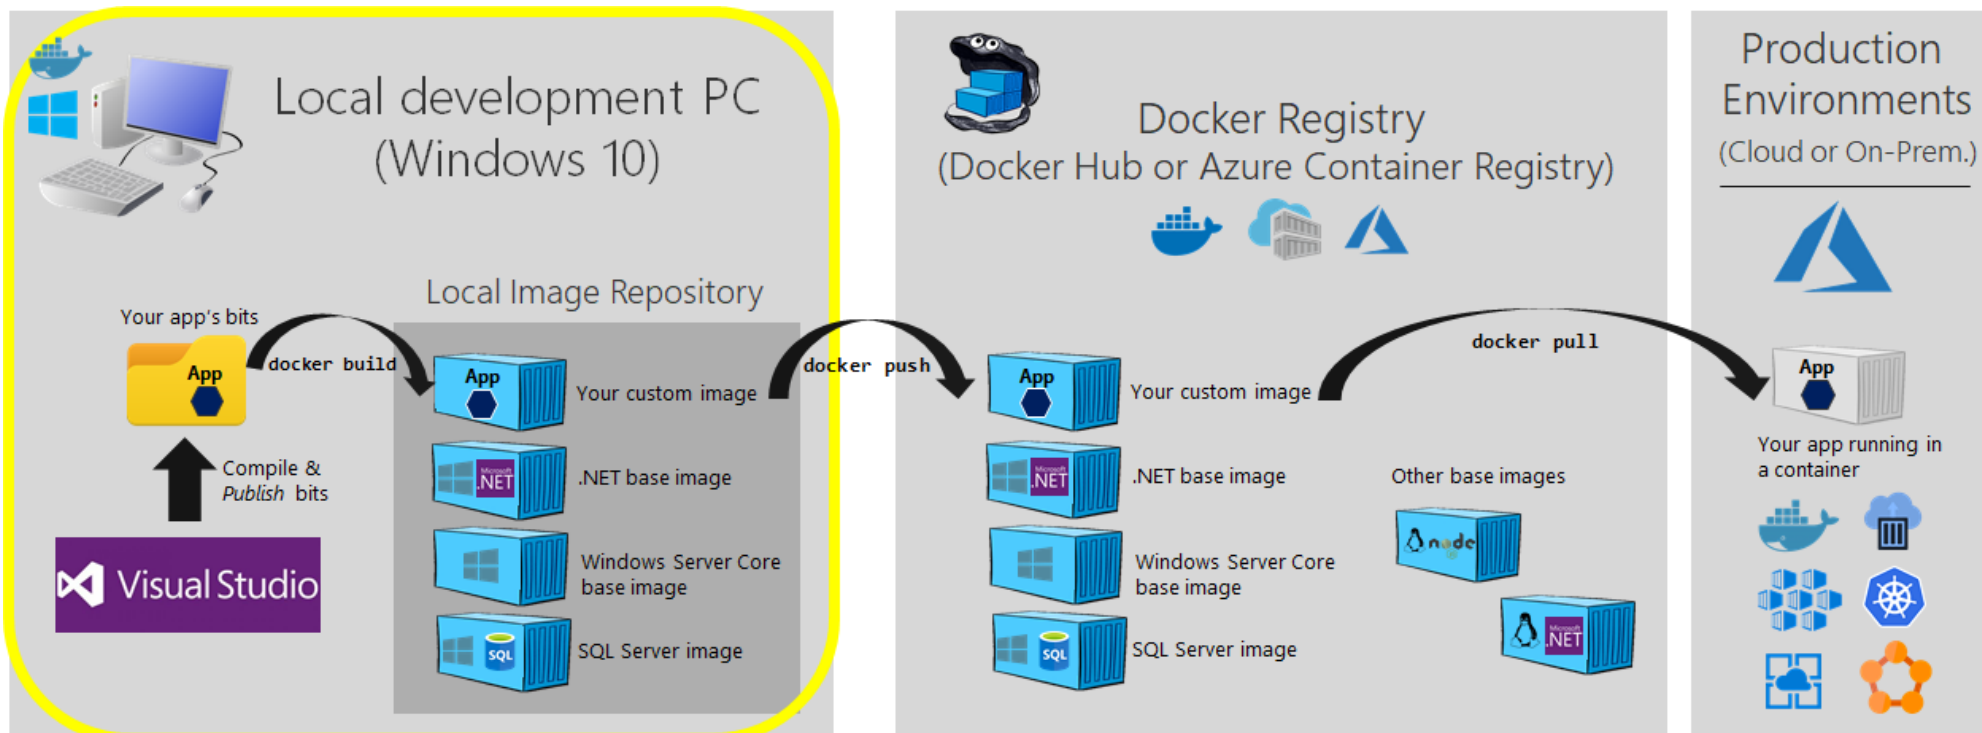 Local development PC
(Windows 10)
Local Image Repository
Your app's bits
App
docker build
Compile &
Publish bits
Visual Studio
App
Your custom image
Microsoft
.NET
.NET base image
Windows Server Core
base image
SQL
SQL Server image
docker push
Docker Registry
(Docker Hub or Azure Container Registry)
App
Your custom image
Microsoft
.NET
.NET base image
Windows Server Core
base image
SQL
SQL Server image
Other base images
node
Microsoft
.NET
docker pull
Production
Environments
(Cloud or On-Prem.)
App
Your app running in
a container